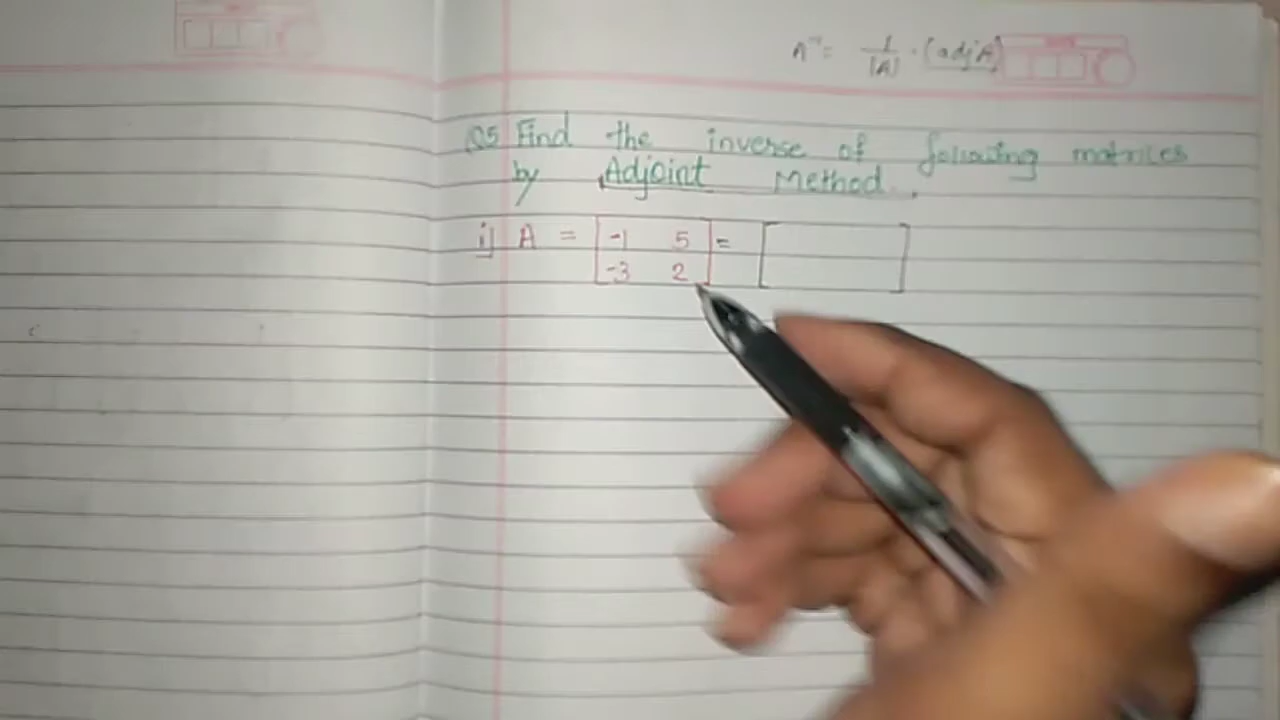 A⁻¹ = 1/|A| · (adj A)
Q5 Find the inverse of following matrices
by Adjoint Method.
i] A = [-1 5 = [ ]
-3 2]